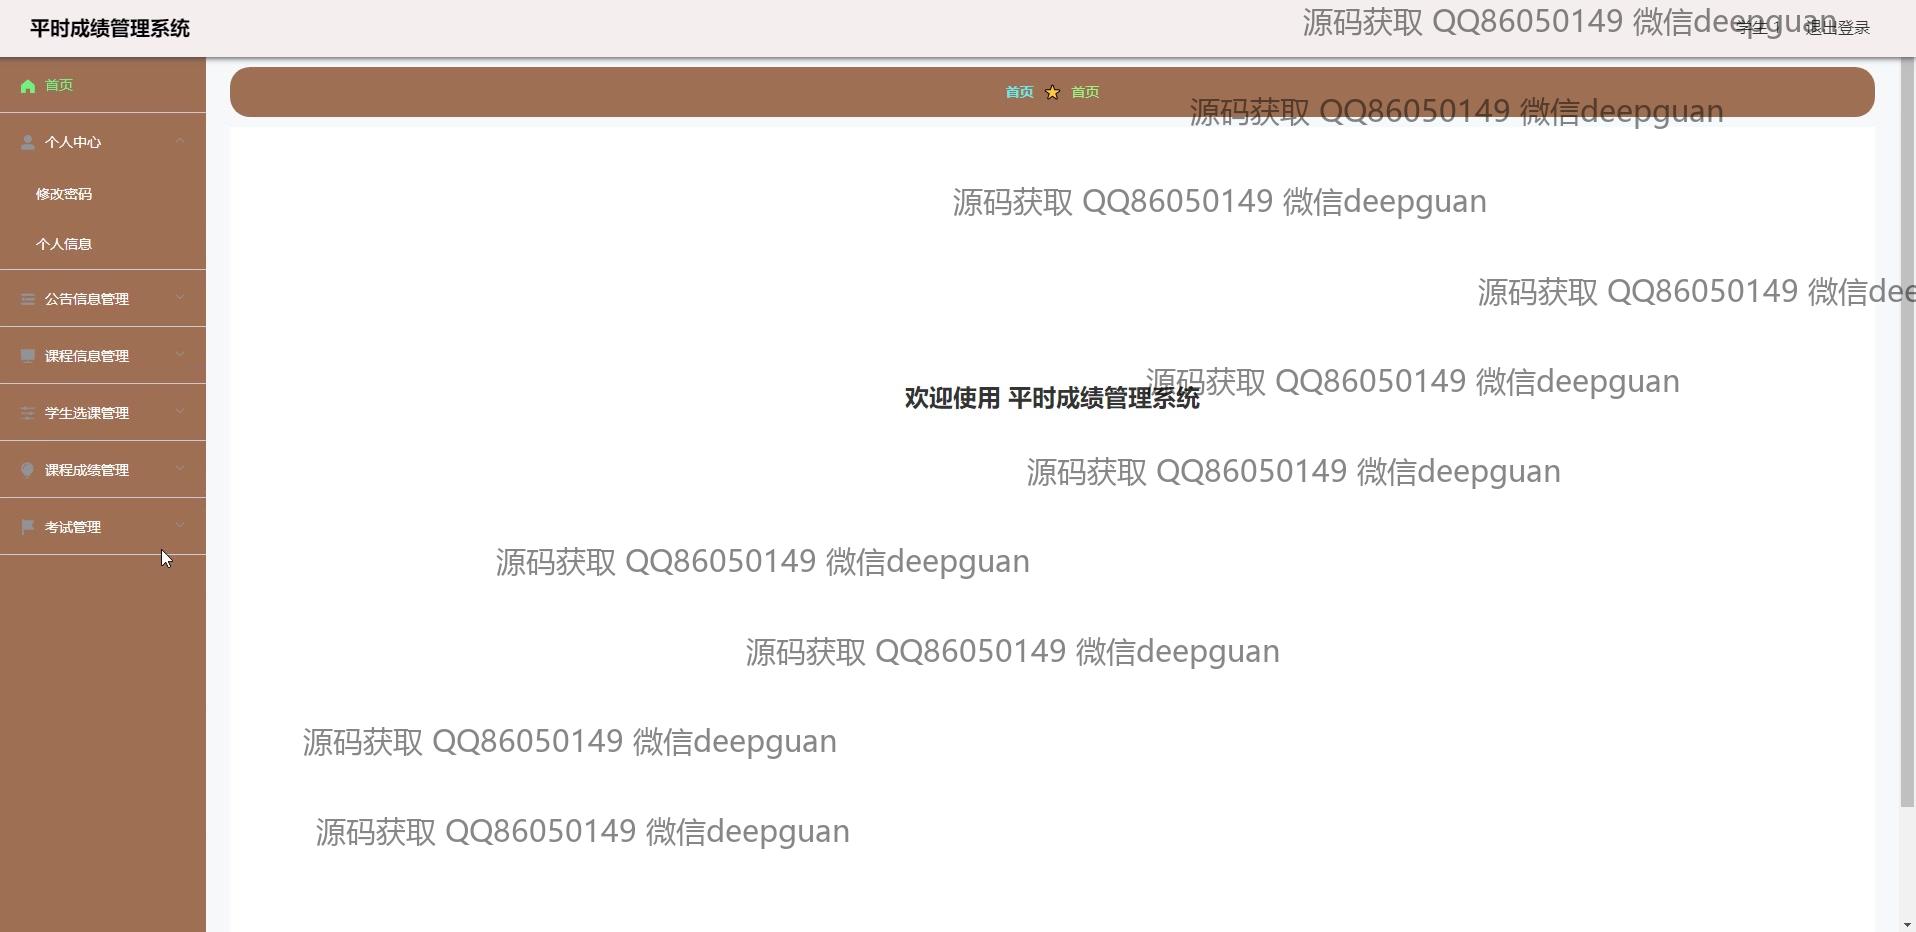 平时成绩管理系统
源码获取 QQ86050149 微信deepguan
学生 1 退出登录
首页
首页 首页
源码获取 QQ86050149 微信deepguan
个人中心
修改密码
源码获取 QQ86050149 微信deepguan
个人信息
公告信息管理
源码获取 QQ86050149 微信dee
课程信息管理
源码获取 QQ86050149 微信deepguan
欢迎使用 平时成绩管理系统
学生选课管理
课程成绩管理
源码获取 QQ86050149 微信deepguan
考试管理
源码获取 QQ86050149 微信deepguan
源码获取 QQ86050149 微信deepguan
源码获取 QQ86050149 微信deepguan
源码获取 QQ86050149 微信deepguan